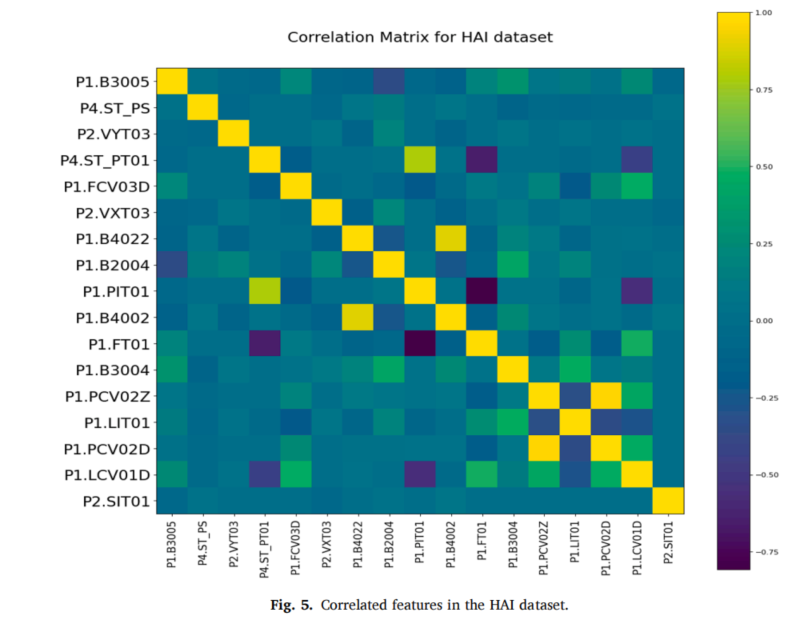 Correlation Matrix for HAI dataset
P1.B3005
P4.ST_PS
P2.VYT03
P4.ST_PT01
P1.FCV03D
P2.VXT03
P1.B4022
P1.B2004
P1.PIT01
P1.B4002
P1.FT01
P1.B3004
P1.PCV02Z
P1.LIT01
P1.PCV02D
P1.LCV01D
P2.SIT01
P1.B3005
P4.ST_PS
P2.VYT03
P4.ST_PT01
P1.FCV03D
P2.VXT03
P1.B4022
P1.B2004
P1.PIT01
P1.B4002
P1.FT01
P1.B3004
P1.PCV02Z
P1.LIT01
P1.PCV02D
P1.LCV01D
P2.SIT01
1.00
0.75
0.50
0.25
0.00
−0.25
−0.50
−0.75
Fig. 5. Correlated features in the HAI dataset.